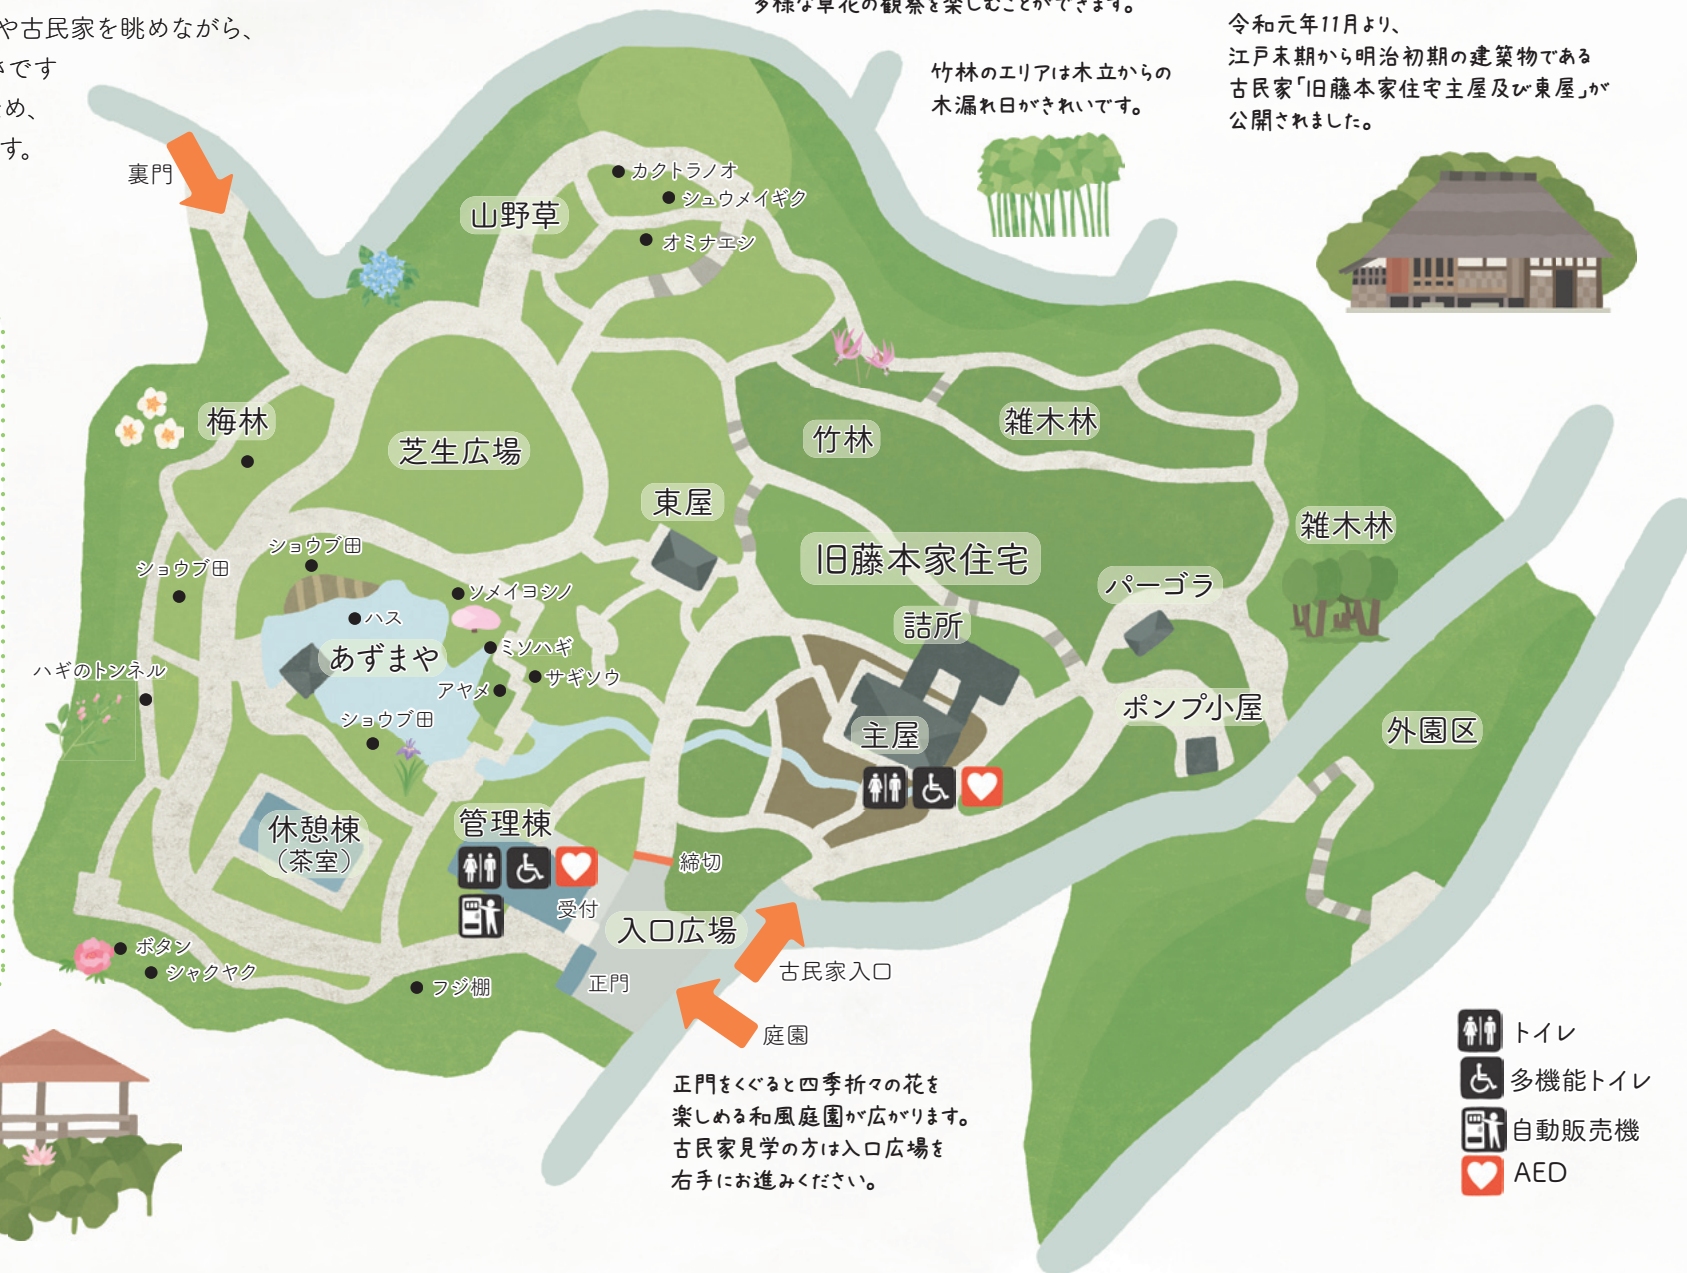 や古民家を眺めながら、
です
め、
す。
多様な草花の観察を楽しむことができます。
竹林のエリアは木立からの
木漏れ日がきれいです。
令和元年11月より、
江戸末期から明治初期の建築物である
古民家「旧藤本家住宅主屋及び東屋」が
公開されました。
裏門
山野草
カクトラノオ
シュウメイギク
オミナエシ
梅林
芝生広場
竹林
雑木林
東屋
雑木林
旧藤本家住宅
ショウブ田
ショウブ田
ソメイヨシノ
パーゴラ
ハス
詰所
あずまや
ミソハギ
ハギのトンネル
サギソウ
アヤメ
ショウブ田
ポンプ小屋
主屋
外園区
休憩棟
（茶室）
管理棟
締切
受付
入口広場
ボタン
シャクヤク
フジ棚
正門
古民家入口
庭園
正門をくぐると四季折々の花を
楽しめる和風庭園が広がります。
古民家見学の方は入口広場を
右手にお進みください。
トイレ
多機能トイレ
自動販売機
AED